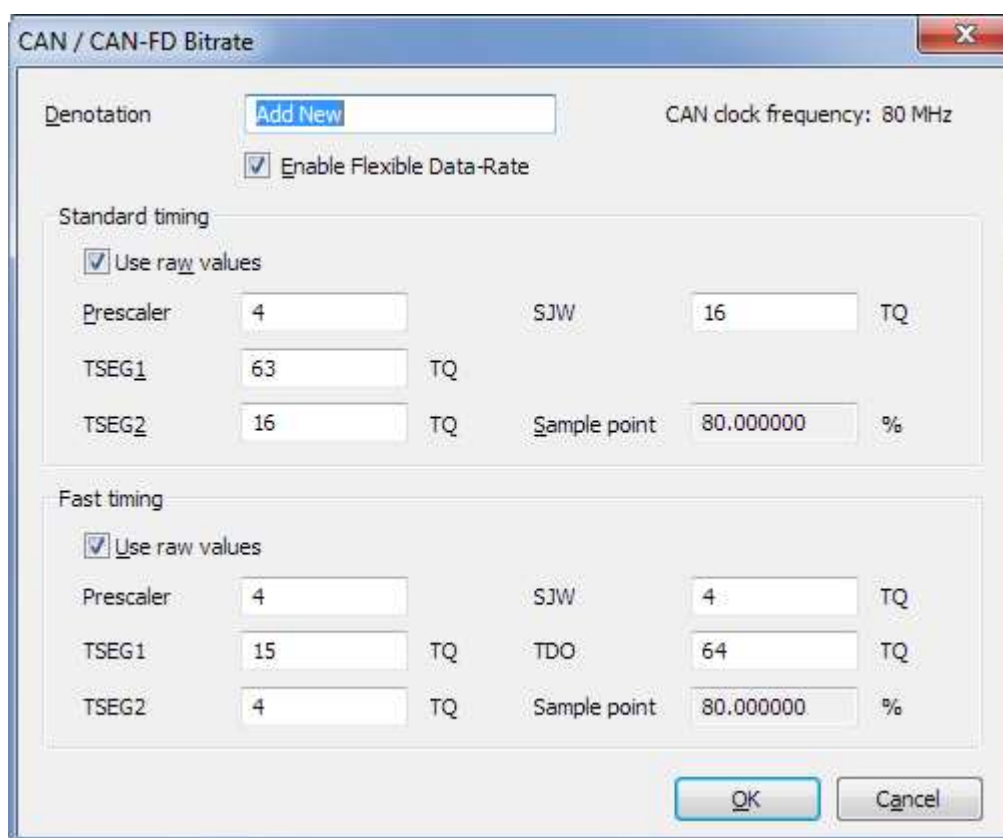 CAN / CAN-FD Bitrate
Denotation Add New CAN clock frequency: 80 MHz
Enable Flexible Data-Rate
Standard timing
Use raw values
Prescaler 4 SJW 16 TQ
TSEG1 63 TQ
TSEG2 16 TQ Sample point 80.000000 %
Fast timing
Use raw values
Prescaler 4 SJW 4 TQ
TSEG1 15 TQ TDO 64 TQ
TSEG2 4 TQ Sample point 80.000000 %
OK Cancel